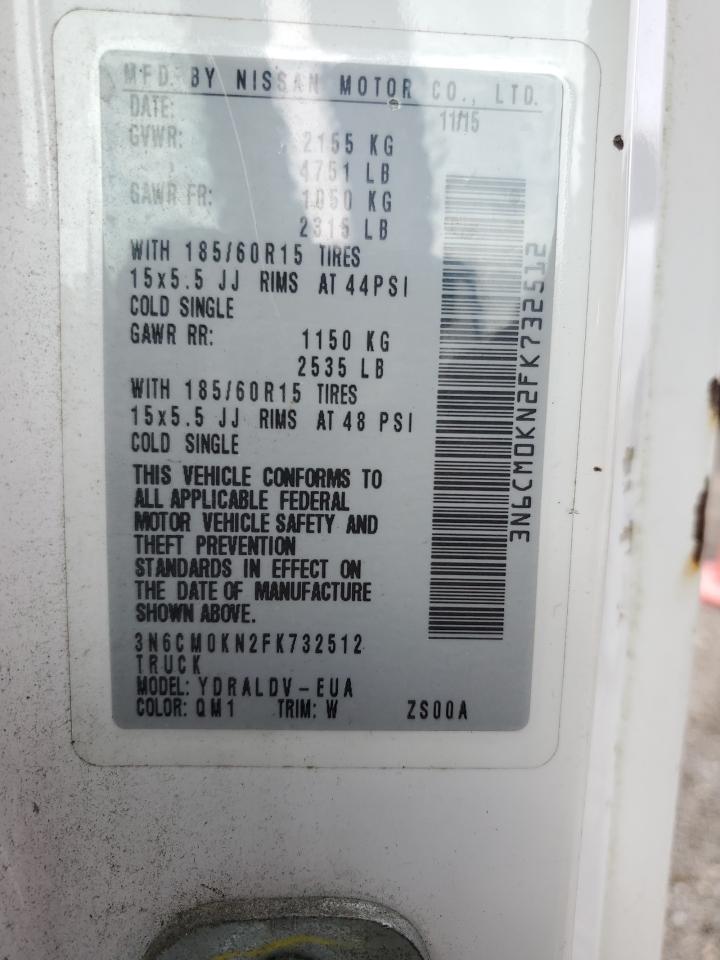 MFD. BY NISSAN MOTOR CO., LTD.
DATE: 11/15
GVWR: 2155 KG
4751 LB
GAWR FR: 1050 KG
2315 LB
WITH 185/60R15 TIRES
15x5.5 JJ RIMS AT 44PSI
COLD SINGLE
GAWR RR: 1150 KG
2535 LB
WITH 185/60R15 TIRES
15x5.5 JJ RIMS AT 48 PSI
COLD SINGLE
THIS VEHICLE CONFORMS TO
ALL APPLICABLE FEDERAL
MOTOR VEHICLE SAFETY AND
THEFT PREVENTION
STANDARDS IN EFFECT ON
THE DATE OF MANUFACTURE
SHOWN ABOVE.
3N6CM0KN2FK732512
TRUCK
MODEL: YDRALDV-EUA
COLOR: QM1 TRIM: W ZS00A
3N6CM0KN2FK732512